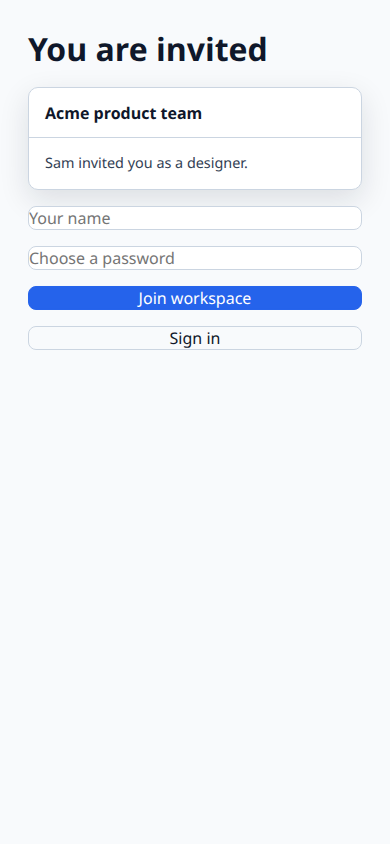 You are invited
Acme product team
Sam invited you as a designer.
Your name
Choose a password
Join workspace
Sign in